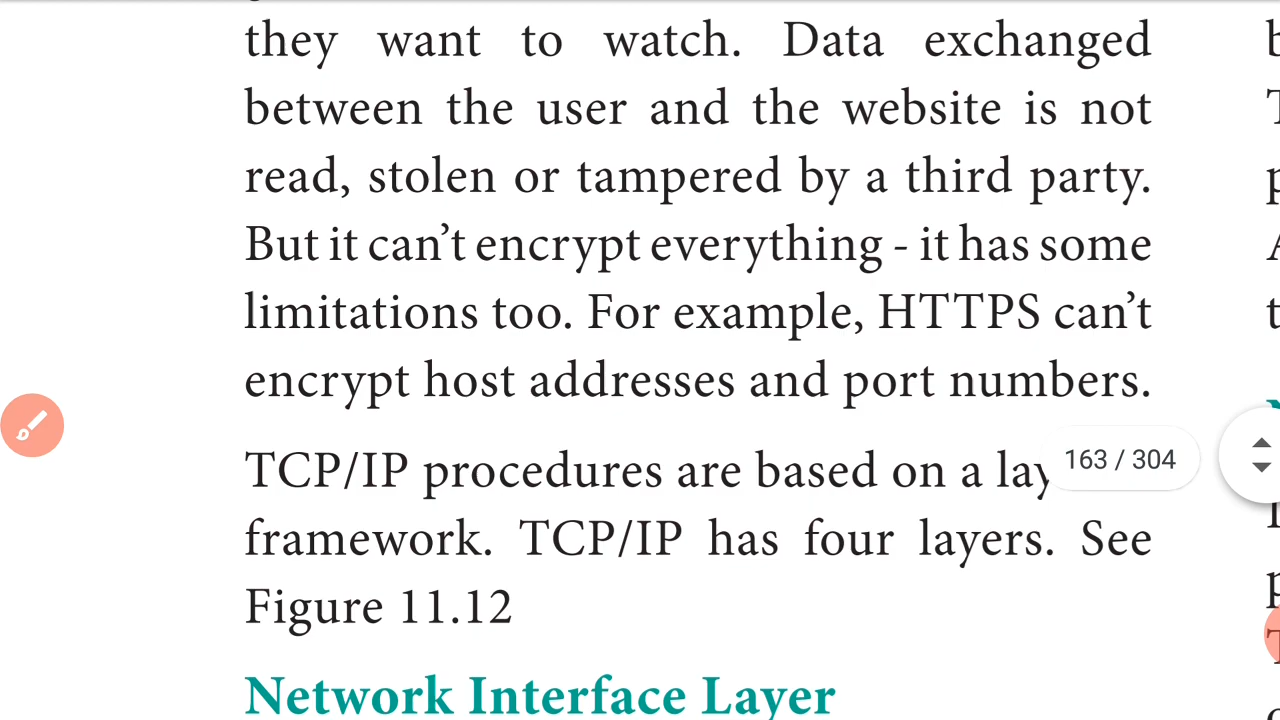 they want to watch. Data exchanged
between the user and the website is not
read, stolen or tampered by a third party.
But it can’t encrypt everything - it has some
limitations too. For example, HTTPS can’t
encrypt host addresses and port numbers.
TCP/IP procedures are based on a lay
framework. TCP/IP has four layers. See
Figure 11.12
Network Interface Layer
163 / 304